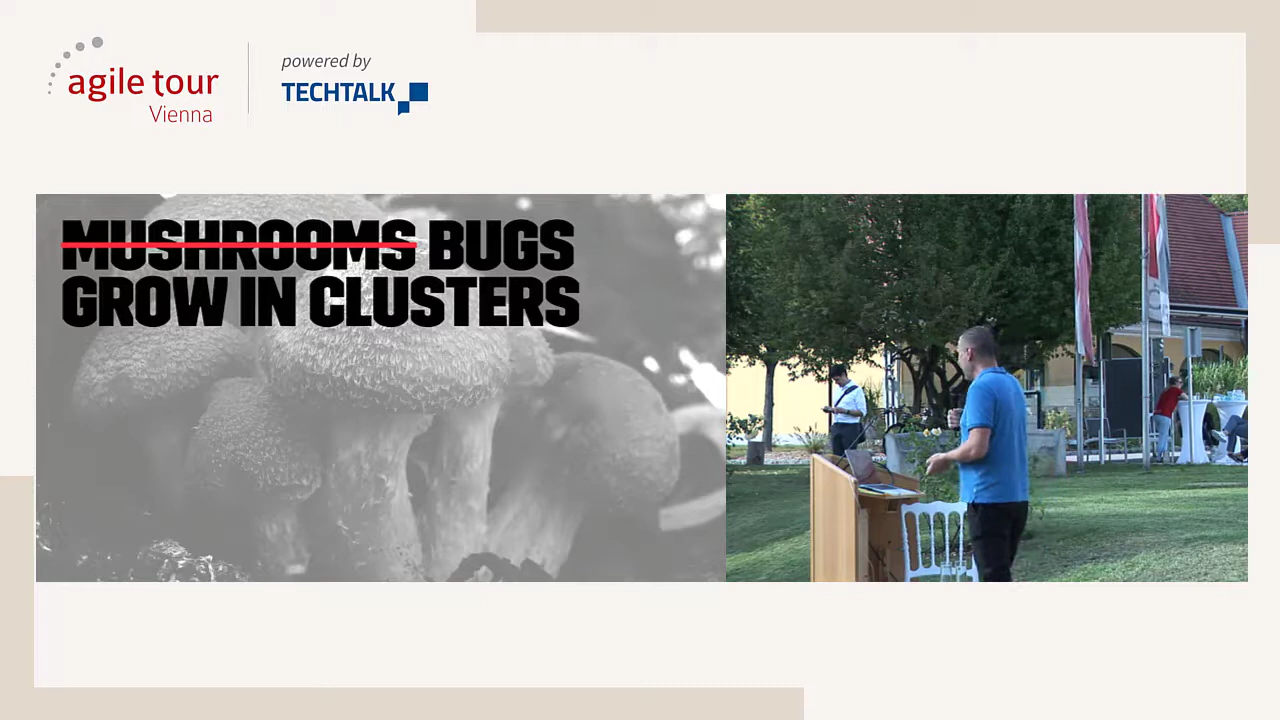 agile tour
Vienna
powered by
TECHTALK
MUSHROOMS BUGS
GROW IN CLUSTERS